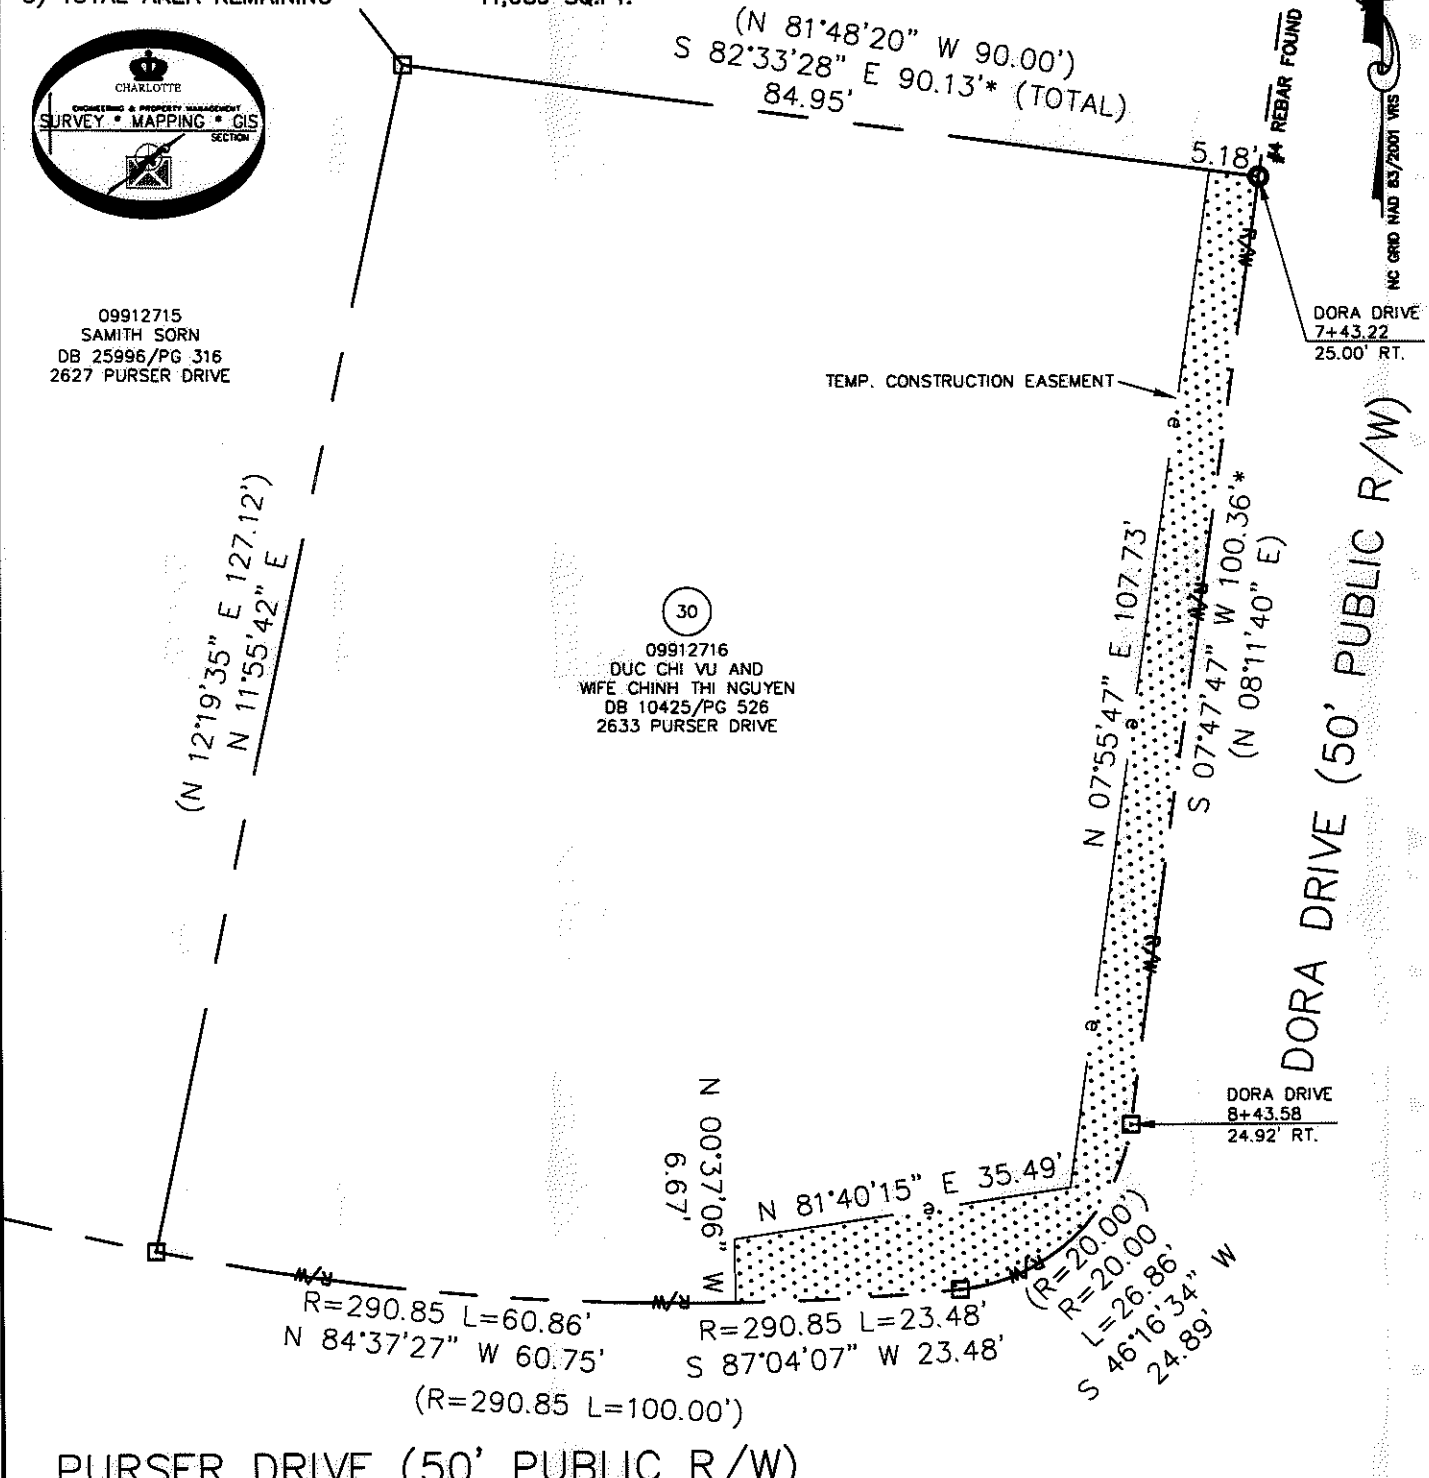 (N 81°48'20" W 90.00')
S 82°33'28" E 90.13'* (TOTAL)
84.95'
5.18'
#4 REBAR FOUND
NC GRID NAD 83/2001 VRS
CHARLOTTE
ENGINEERING & PROPERTY MANAGEMENT
SURVEY * MAPPING * GIS
SECTION
09912715
SAMITH SORN
DB 25996/PG 316
2627 PURSER DRIVE
DORA DRIVE
7+43.22
25.00' RT.
TEMP. CONSTRUCTION EASEMENT
R/W
e
(N 12°19'35" E 127.12')
N 11°55'42" E
30
09912716
DUC CHI VU AND
WIFE CHINH THI NGUYEN
DB 10425/PG 526
2633 PURSER DRIVE
N 07°55'47" E 107.73'
e
S 07°47'47" W 100.36'*
(N 08°11'40" E)
R/W
DORA DRIVE (50' PUBLIC R/W)
R/W
e
DORA DRIVE
8+43.58
24.92' RT.
N 00°37'06" W
6.67'
N 81°40'15" E 35.49'
e
R/W
R/W
R/W
(R=20.00')
R=20.00
L=26.86'
S 46°16'34" W
24.89'
R=290.85 L=60.86'
N 84°37'27" W 60.75'
R=290.85 L=23.48'
S 87°04'07" W 23.48'
(R=290.85 L=100.00')
PURSER DRIVE (50' PUBLIC R/W)